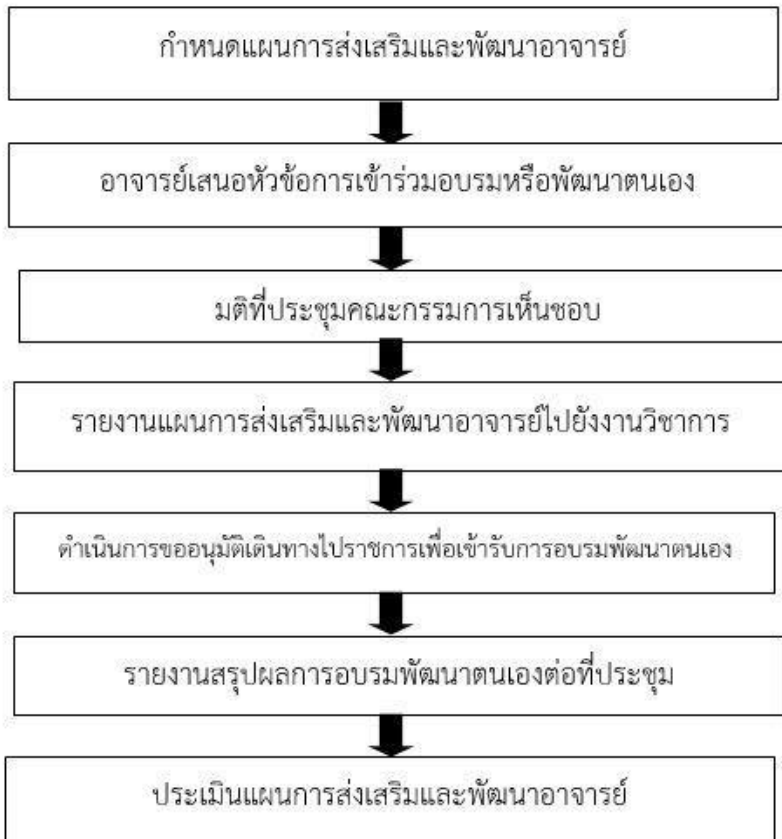 กำหนดแผนการส่งเสริมและพัฒนาอาจารย์
อาจารย์เสนอหัวข้อการเข้าร่วมอบรมหรือพัฒนาตนเอง
มติที่ประชุมคณะกรรมการเห็นชอบ
รายงานแผนการส่งเสริมและพัฒนาอาจารย์ไปยังงานวิชาการ
ดำเนินการขออนุมัติเดินทางไปราชการเพื่อเข้ารับการอบรมพัฒนาตนเอง
รายงานสรุปผลการอบรมพัฒนาตนเองต่อที่ประชุม
ประเมินแผนการส่งเสริมและพัฒนาอาจารย์